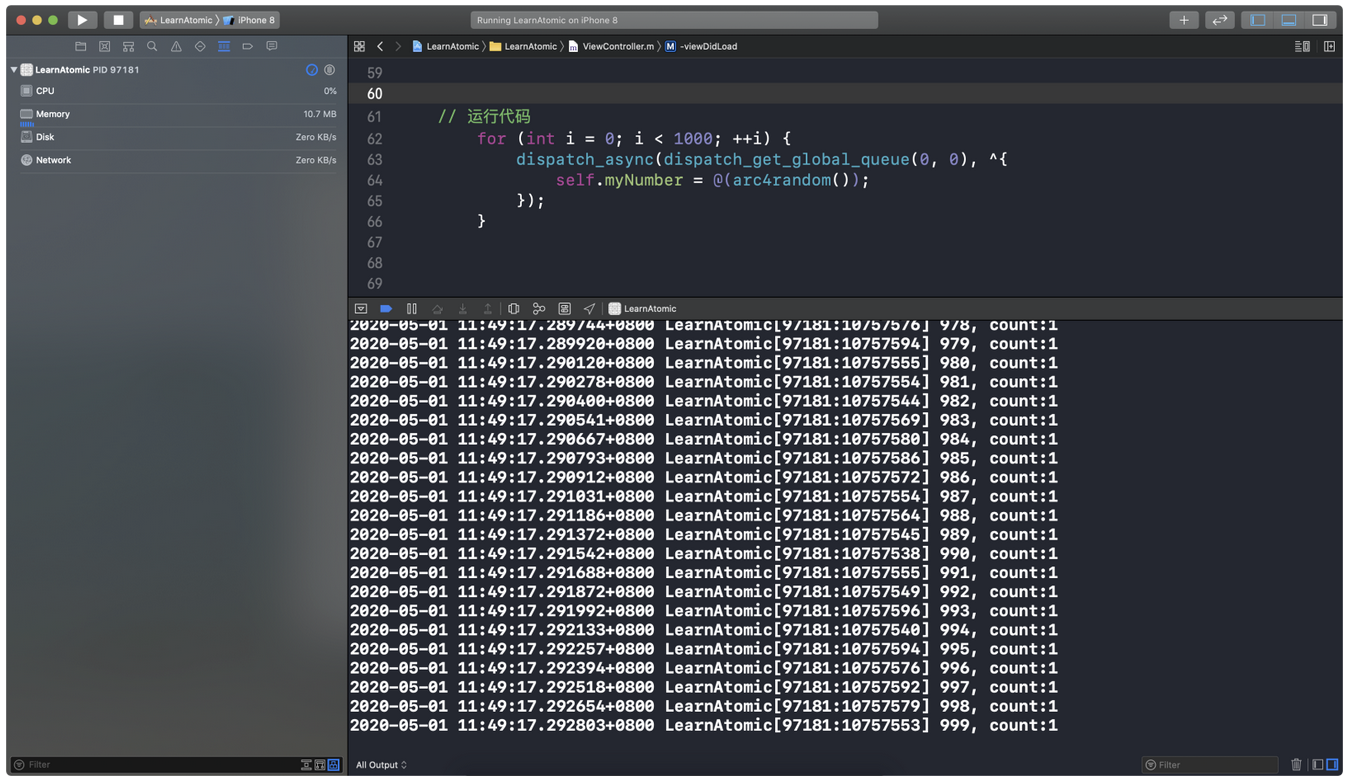 LearnAtomic 〉 iPhone 8
Running LearnAtomic on iPhone 8
LearnAtomic 〉 LearnAtomic 〉 ViewController.m 〉 M -viewDidLoad
LearnAtomic PID 97181
CPU 0%
Memory 10.7 MB
Disk Zero KB/s
Network Zero KB/s
59
60
61 // 运行代码
62 for (int i = 0; i < 1000; ++i) {
63 dispatch_async(dispatch_get_global_queue(0, 0), ^{
64 self.myNumber = @(arc4random());
65 });
66 }
67
68
69
LearnAtomic
2020-05-01 11:49:17.289744+0800 LearnAtomic[97181:10757576] 978, count:1
2020-05-01 11:49:17.289920+0800 LearnAtomic[97181:10757594] 979, count:1
2020-05-01 11:49:17.290120+0800 LearnAtomic[97181:10757555] 980, count:1
2020-05-01 11:49:17.290278+0800 LearnAtomic[97181:10757554] 981, count:1
2020-05-01 11:49:17.290400+0800 LearnAtomic[97181:10757544] 982, count:1
2020-05-01 11:49:17.290541+0800 LearnAtomic[97181:10757569] 983, count:1
2020-05-01 11:49:17.290667+0800 LearnAtomic[97181:10757580] 984, count:1
2020-05-01 11:49:17.290793+0800 LearnAtomic[97181:10757586] 985, count:1
2020-05-01 11:49:17.290912+0800 LearnAtomic[97181:10757572] 986, count:1
2020-05-01 11:49:17.291031+0800 LearnAtomic[97181:10757554] 987, count:1
2020-05-01 11:49:17.291186+0800 LearnAtomic[97181:10757564] 988, count:1
2020-05-01 11:49:17.291372+0800 LearnAtomic[97181:10757545] 989, count:1
2020-05-01 11:49:17.291542+0800 LearnAtomic[97181:10757538] 990, count:1
2020-05-01 11:49:17.291688+0800 LearnAtomic[97181:10757555] 991, count:1
2020-05-01 11:49:17.291872+0800 LearnAtomic[97181:10757549] 992, count:1
2020-05-01 11:49:17.291992+0800 LearnAtomic[97181:10757596] 993, count:1
2020-05-01 11:49:17.292133+0800 LearnAtomic[97181:10757540] 994, count:1
2020-05-01 11:49:17.292257+0800 LearnAtomic[97181:10757594] 995, count:1
2020-05-01 11:49:17.292394+0800 LearnAtomic[97181:10757576] 996, count:1
2020-05-01 11:49:17.292518+0800 LearnAtomic[97181:10757592] 997, count:1
2020-05-01 11:49:17.292654+0800 LearnAtomic[97181:10757579] 998, count:1
2020-05-01 11:49:17.292803+0800 LearnAtomic[97181:10757553] 999, count:1
Filter
All Output
Filter